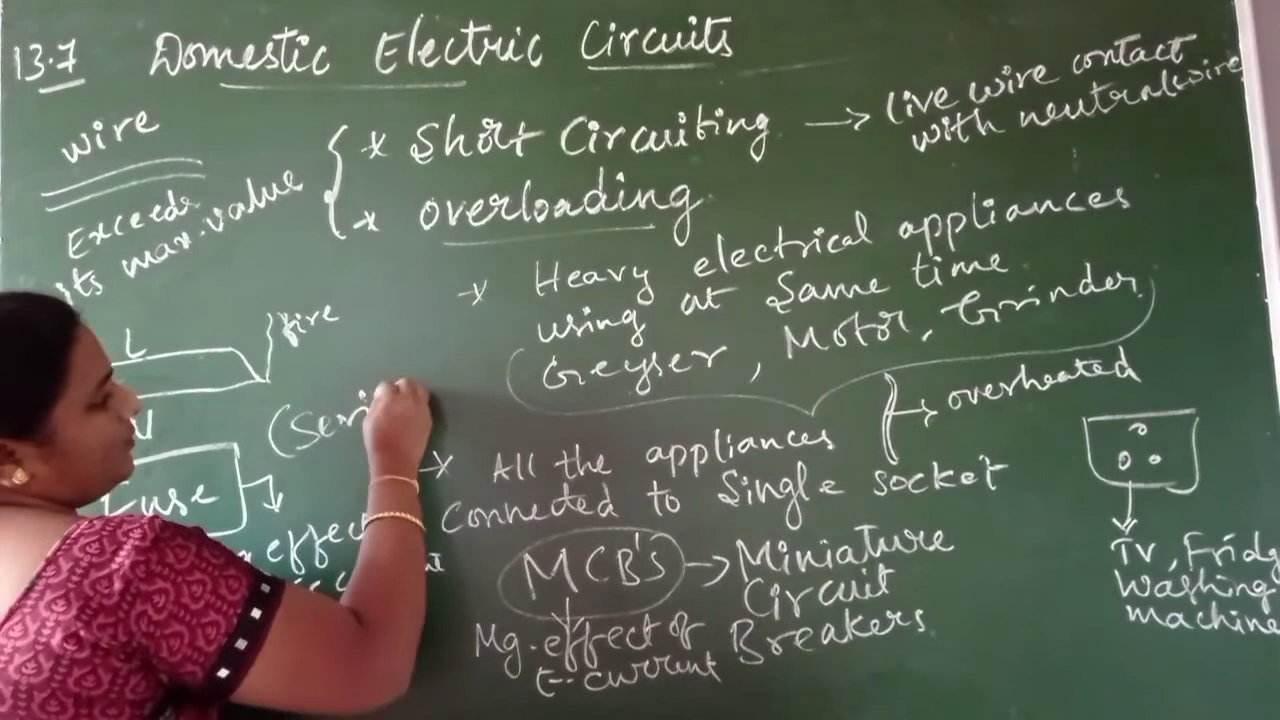 13.7 Domestic Electric Circuits
wire
Exceeds
its max. value
* Short Circuiting → live wire contact
with neutral wire
* overloading
* Heavy electrical appliances
using at Same time
Geyser, Motor, Grinder
→ overheated
L
fire
N
Fuse
(Seri
effect
* All the appliances
Connected to Single socket
MCB's → Miniature
Circuit
Breakers
Mg. effect of
E. current
TV, Fridg
Washing
machine